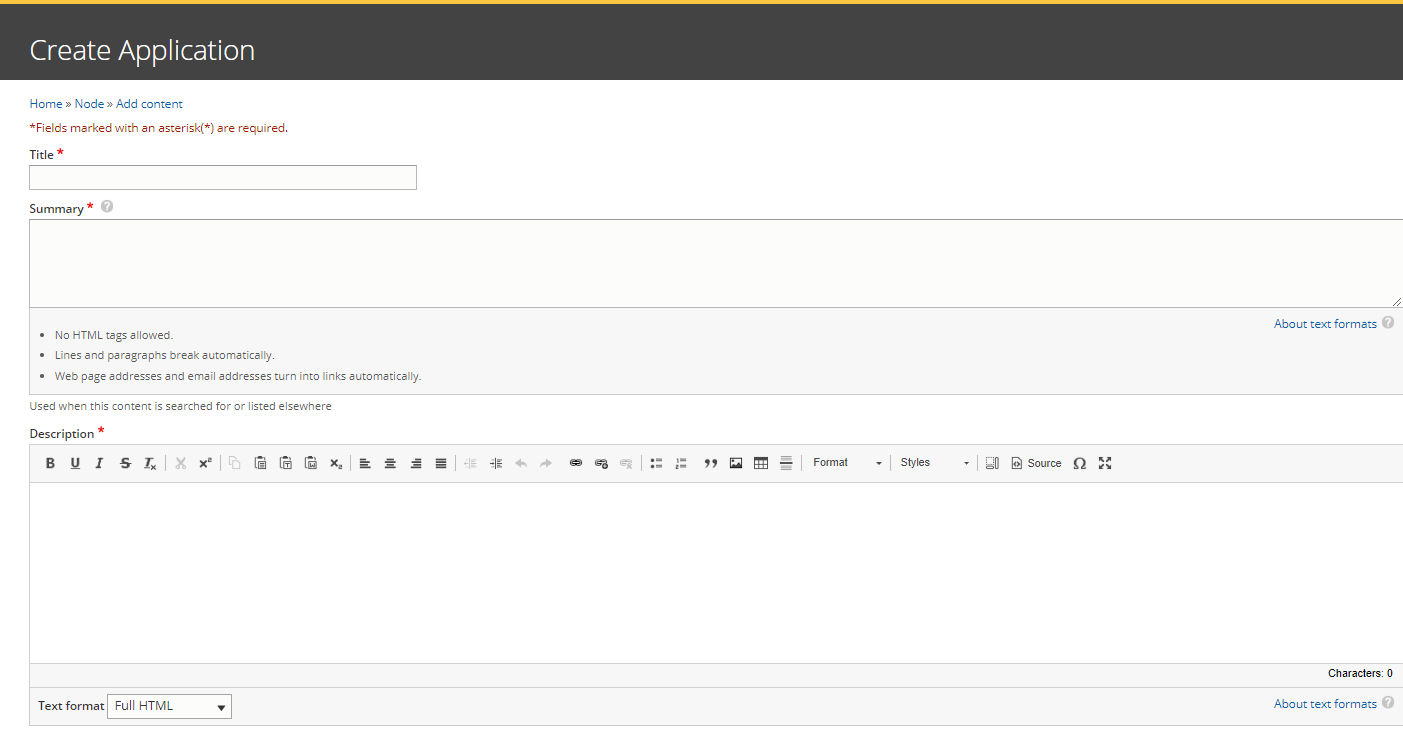 Create Application
Home » Node » Add content
*Fields marked with an asterisk(*) are required.
Title *
Summary * ?
About text formats ?
No HTML tags allowed.
Lines and paragraphs break automatically.
Web page addresses and email addresses turn into links automatically.
Used when this content is searched for or listed elsewhere
Description *
B U I S Tx x² x₂ Format Styles Source Ω
Characters: 0
Text format Full HTML About text formats ?